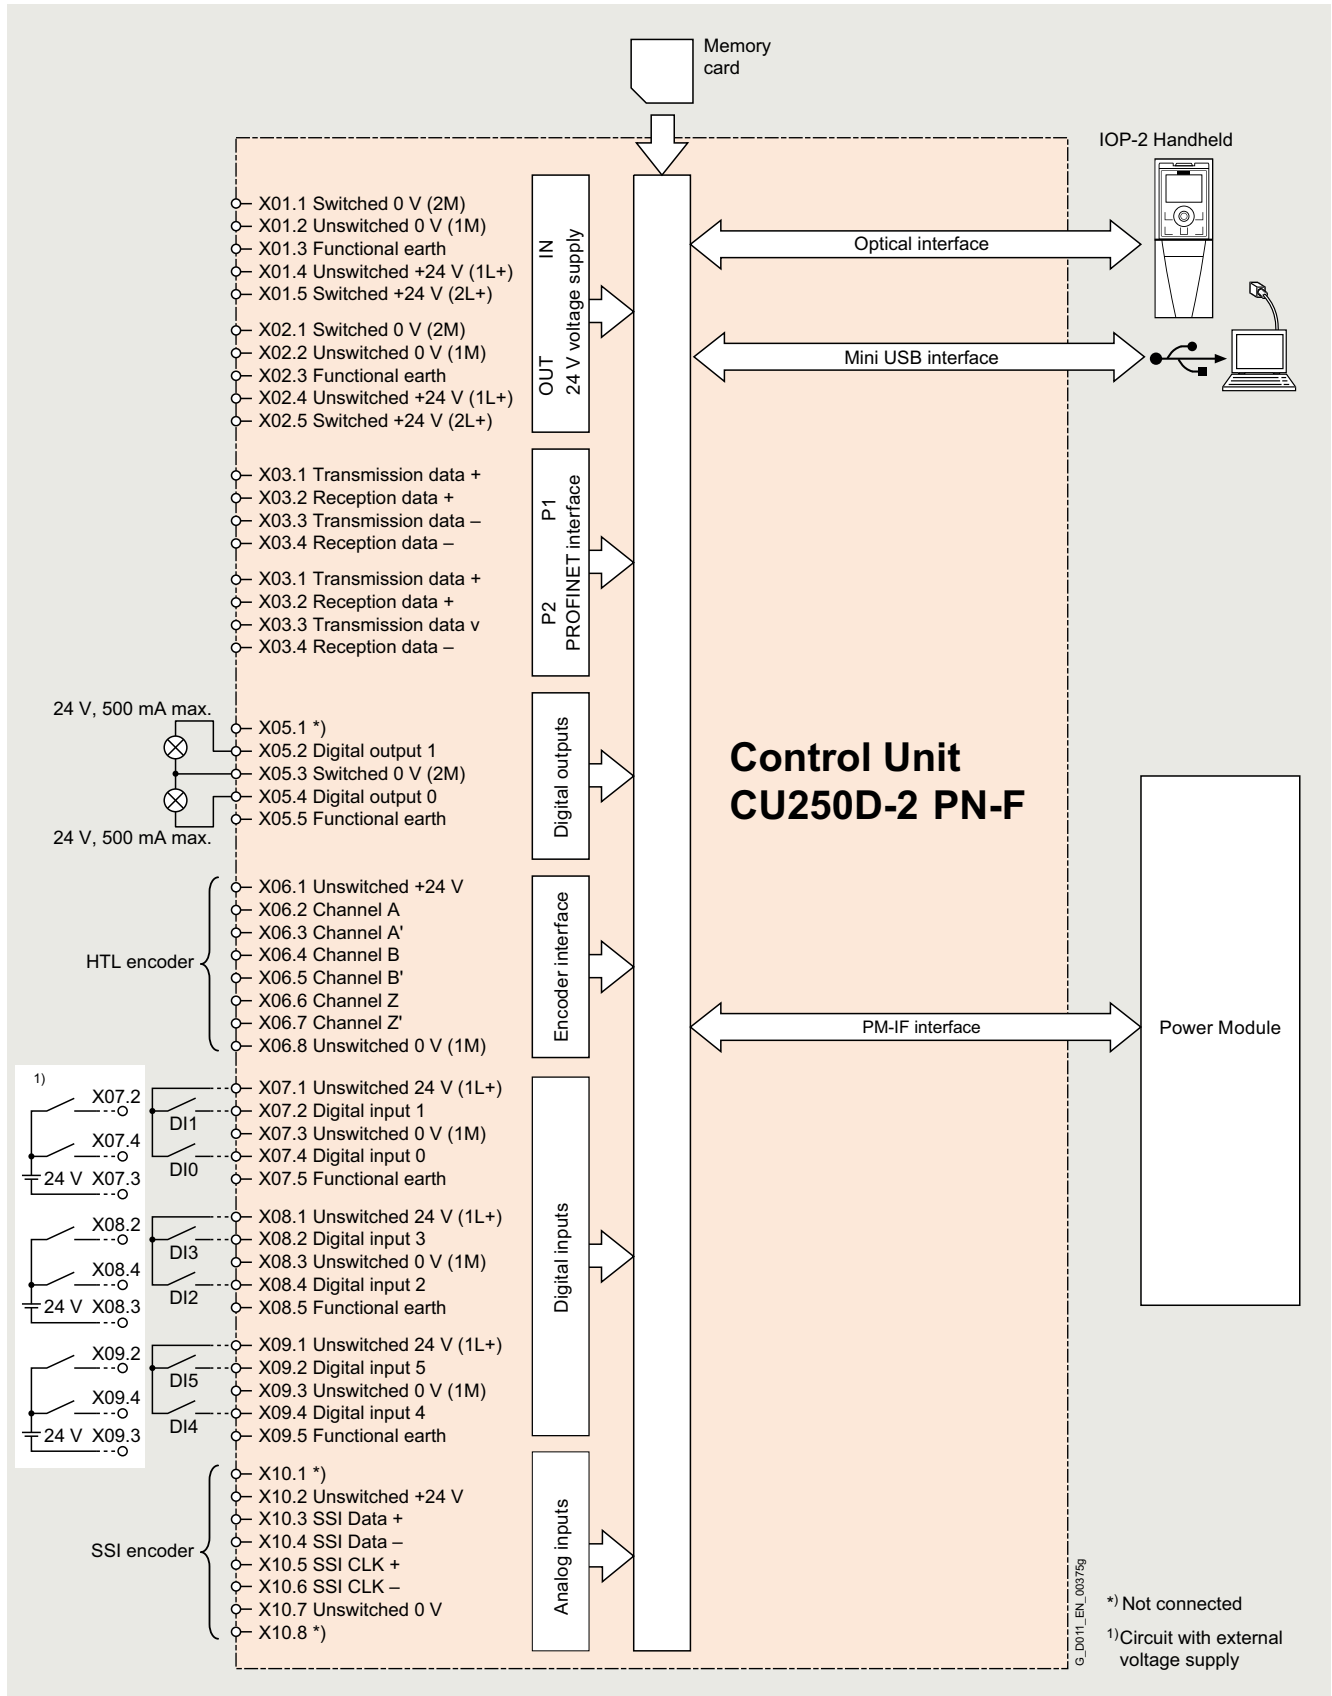 Memory
card
IOP-2 Handheld
X01.1 Switched 0 V (2M)
X01.2 Unswitched 0 V (1M)
X01.3 Functional earth
X01.4 Unswitched +24 V (1L+)
X01.5 Switched +24 V (2L+)
X02.1 Switched 0 V (2M)
X02.2 Unswitched 0 V (1M)
X02.3 Functional earth
X02.4 Unswitched +24 V (1L+)
X02.5 Switched +24 V (2L+)
OUT IN
24 V voltage supply
Optical interface
Mini USB interface
X03.1 Transmission data +
X03.2 Reception data +
X03.3 Transmission data –
X03.4 Reception data –
X03.1 Transmission data +
X03.2 Reception data +
X03.3 Transmission data v
X03.4 Reception data –
P2 P1
PROFINET interface
24 V, 500 mA max.
24 V, 500 mA max.
X05.1 *)
X05.2 Digital output 1
X05.3 Switched 0 V (2M)
X05.4 Digital output 0
X05.5 Functional earth
Digital outputs
Control Unit
CU250D-2 PN-F
HTL encoder
X06.1 Unswitched +24 V
X06.2 Channel A
X06.3 Channel A'
X06.4 Channel B
X06.5 Channel B'
X06.6 Channel Z
X06.7 Channel Z'
X06.8 Unswitched 0 V (1M)
Encoder interface
PM-IF interface
Power Module
1)
X07.2
X07.4
24 V X07.3
DI1
DI0
X07.1 Unswitched 24 V (1L+)
X07.2 Digital input 1
X07.3 Unswitched 0 V (1M)
X07.4 Digital input 0
X07.5 Functional earth
X08.2
X08.4
24 V X08.3
DI3
DI2
X08.1 Unswitched 24 V (1L+)
X08.2 Digital input 3
X08.3 Unswitched 0 V (1M)
X08.4 Digital input 2
X08.5 Functional earth
X09.2
X09.4
24 V X09.3
DI5
DI4
X09.1 Unswitched 24 V (1L+)
X09.2 Digital input 5
X09.3 Unswitched 0 V (1M)
X09.4 Digital input 4
X09.5 Functional earth
Digital inputs
SSI encoder
X10.1 *)
X10.2 Unswitched +24 V
X10.3 SSI Data +
X10.4 SSI Data –
X10.5 SSI CLK +
X10.6 SSI CLK –
X10.7 Unswitched 0 V
X10.8 *)
Analog inputs
G_D011_EN_00375g
*) Not connected
1) Circuit with external
voltage supply